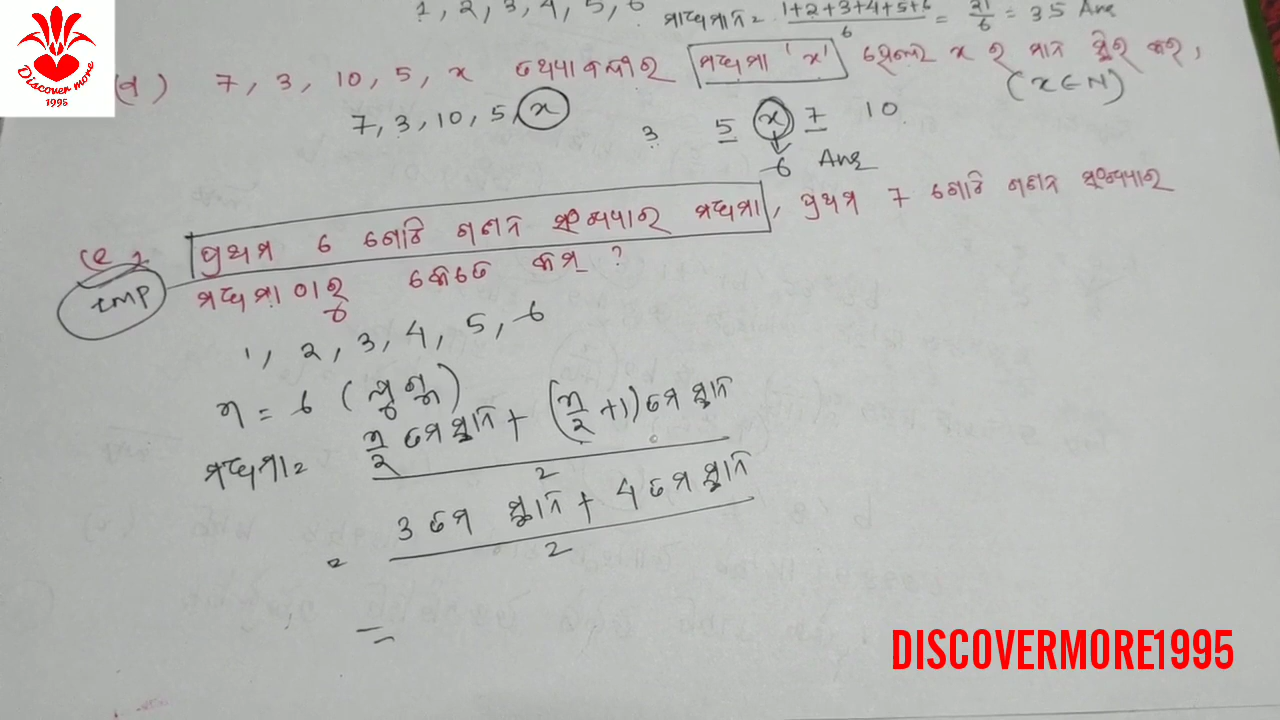 1, 2, 3, 4, 5, 6
ମାଧ୍ୟମାନ = 1+2+3+4+5+6 / 6 = 21 / 6 = 35 Ans
Discover more
1995
7, 3, 10, 5, x ତଥ୍ୟାବଳୀର ମଧ୍ୟମା 'x' ହେଲେ x ର ମାନ ସ୍ଥିର କର,
(x ∈ N)
7, 3, 10, 5, x 3 5 x 7 10
6 Ans
ପ୍ରଥମ 6 ଗୋଟି ଗଣନ ସଂଖ୍ୟାର ମଧ୍ୟମା, ପ୍ରଥମ 7 ଗୋଟି ଗଣନ ସଂଖ୍ୟାର
IMP ମଧ୍ୟମା ଠାରୁ କେତେ କମ୍ ?
1, 2, 3, 4, 5, 6
n = 6 (ଯୁଗ୍ମ)
ମଧ୍ୟମା = n/2 ତମ ସ୍ଥାନ + (n/2 +1) ତମ ସ୍ଥାନ / 2
= 3 ତମ ସ୍ଥାନ + 4 ତମ ସ୍ଥାନ / 2
=
DISCOVERMORE1995